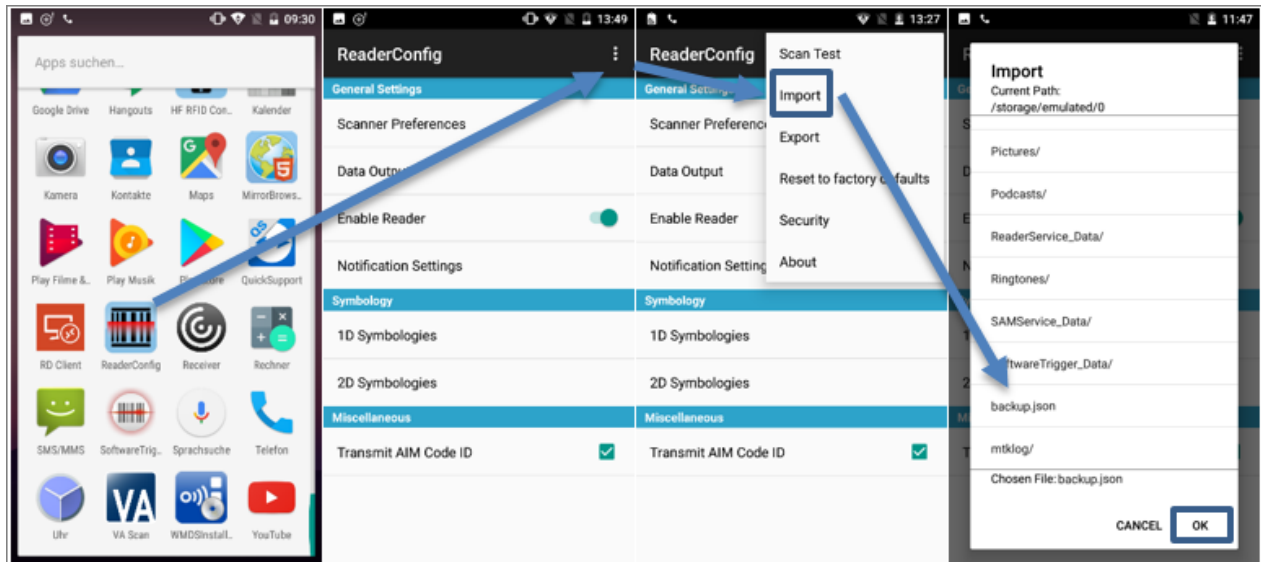 09:30
Apps suchen...
Google Drive
Hangouts
HF RFID Con..
Kalender
Kamera
Kontakte
Maps
MirrorBrows..
Play Filme &..
Play Musik
Play Store
QuickSupport
RD Client
ReaderConfig
Receiver
Rechner
SMS/MMS
SoftwareTrig..
Sprachsuche
Telefon
Uhr
VA
VA Scan
WMDSInstall..
YouTube
13:49
ReaderConfig
General Settings
Scanner Preferences
Data Output
Enable Reader
Notification Settings
Symbology
1D Symbologies
2D Symbologies
Miscellaneous
Transmit AIM Code ID
13:27
ReaderConfig
General Settings
Scanner Preferenc
Data Output
Enable Reader
Notification Setting
Symbology
1D Symbologies
2D Symbologies
Miscellaneous
Transmit AIM Code ID
Scan Test
Import
Export
Reset to factory defaults
Security
About
11:47
Import
Current Path:
/storage/emulated/0
Pictures/
Podcasts/
ReaderService_Data/
Ringtones/
SAMService_Data/
ftwareTrigger_Data/
backup.json
mtklog/
Chosen File: backup.json
CANCEL
OK